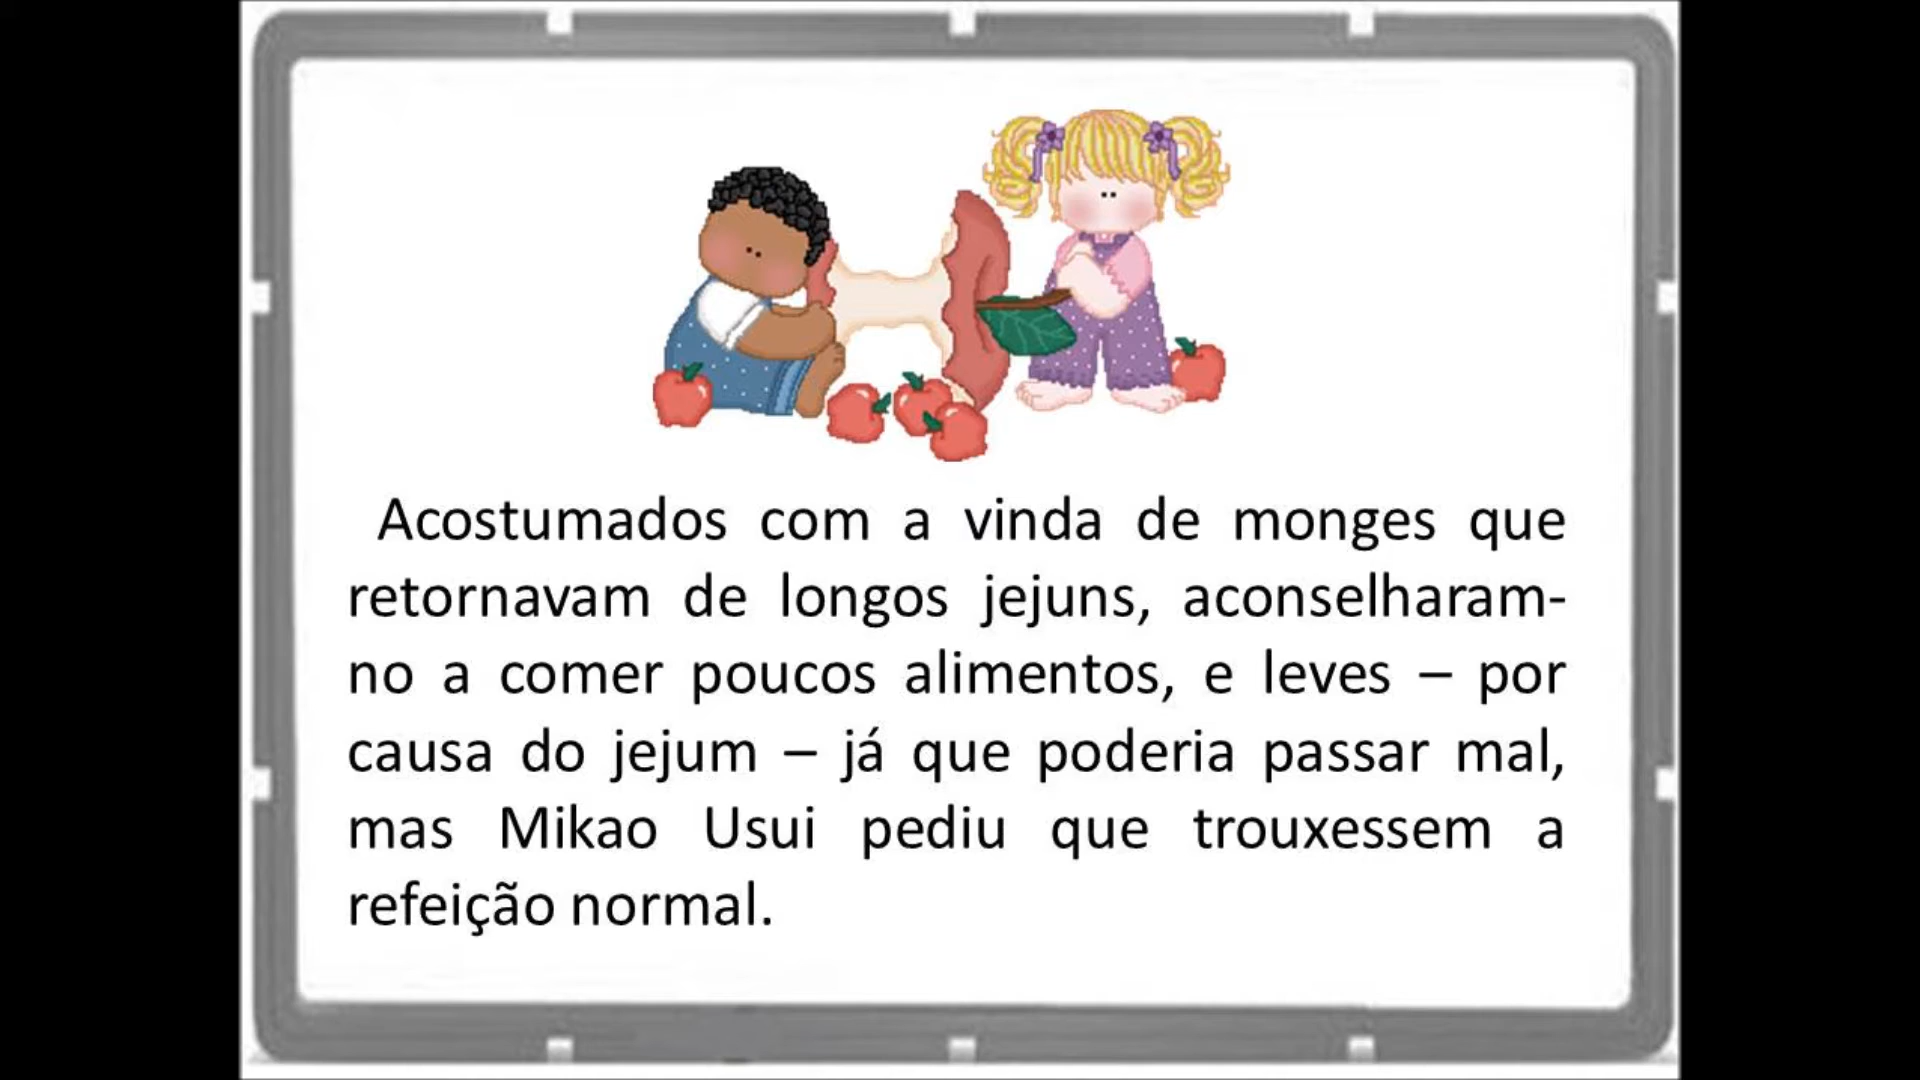 Acostumados com a vinda de monges que
retornavam de longos jejuns, aconselharam-
no a comer poucos alimentos, e leves – por
causa do jejum – já que poderia passar mal,
mas Mikao Usui pediu que trouxessem a
refeição normal.